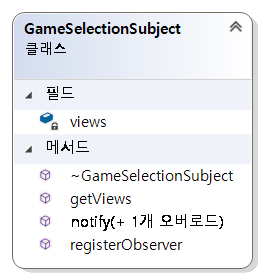 GameSelectionSubject
클래스
필드
views
메서드
~GameSelectionSubject
getViews
notify(+ 1개 오버로드)
registerObserver